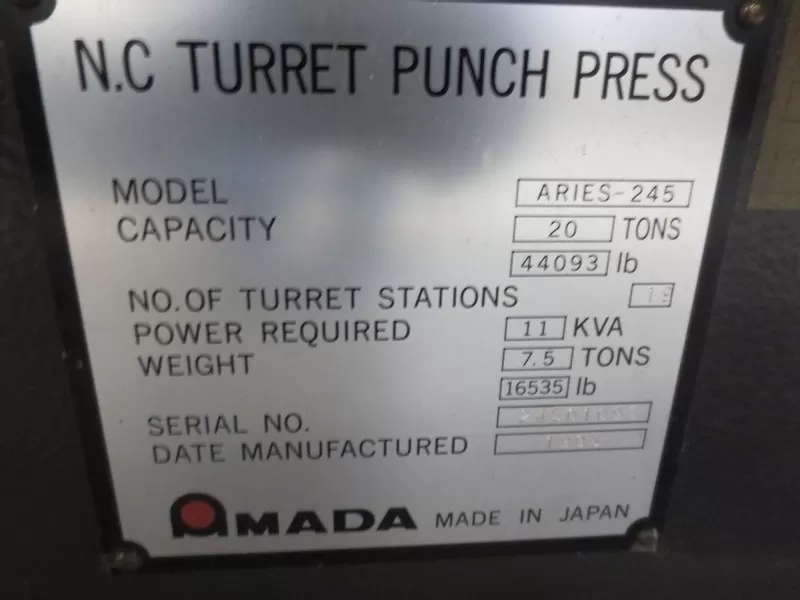 N.C TURRET PUNCH PRESS
MODEL ARIES-245
CAPACITY 20 TONS
44093 lb
NO. OF TURRET STATIONS
POWER REQUIRED 11 KVA
WEIGHT 7.5 TONS
16535 lb
SERIAL NO.
DATE MANUFACTURED
AMADA MADE IN JAPAN